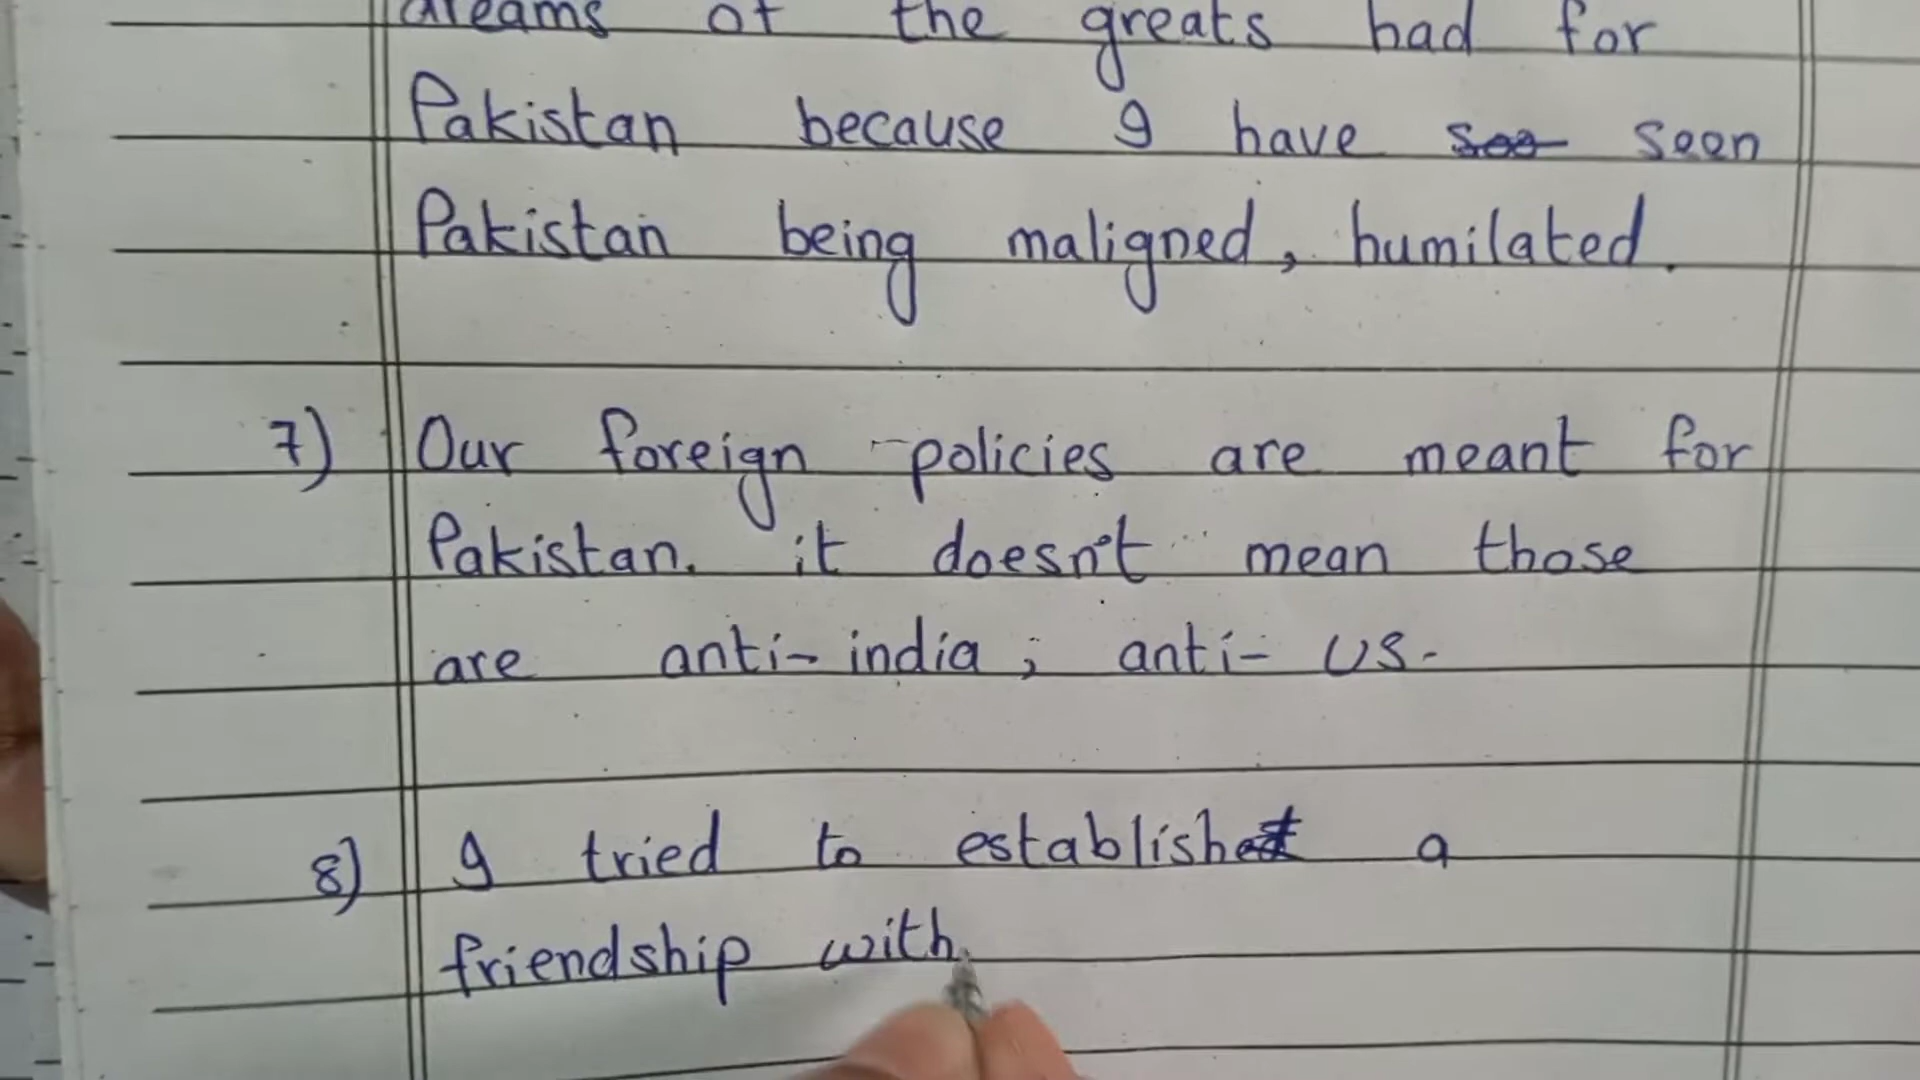 dreams of the greats had for
Pakistan because I have seen
Pakistan being maligned, humilated.
7) Our foreign policies are meant for
Pakistan. it doesn't mean those
are anti-india, anti-US.
8) I tried to establish a
friendship with